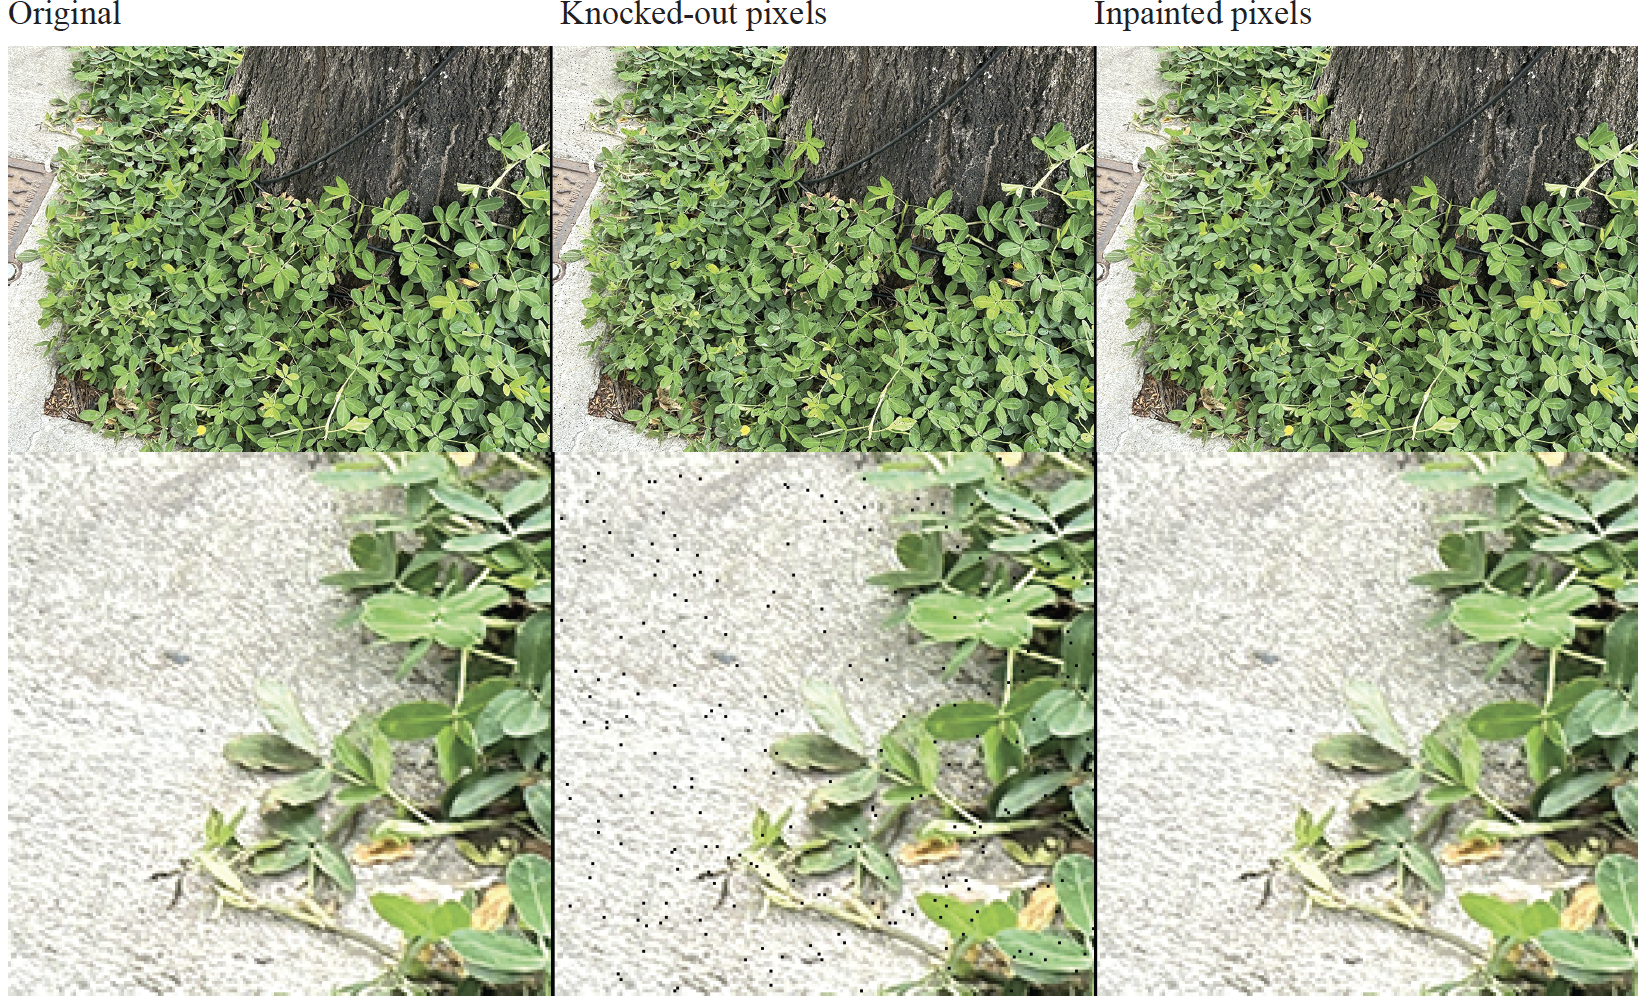 Original
Knocked-out pixels
Inpainted pixels